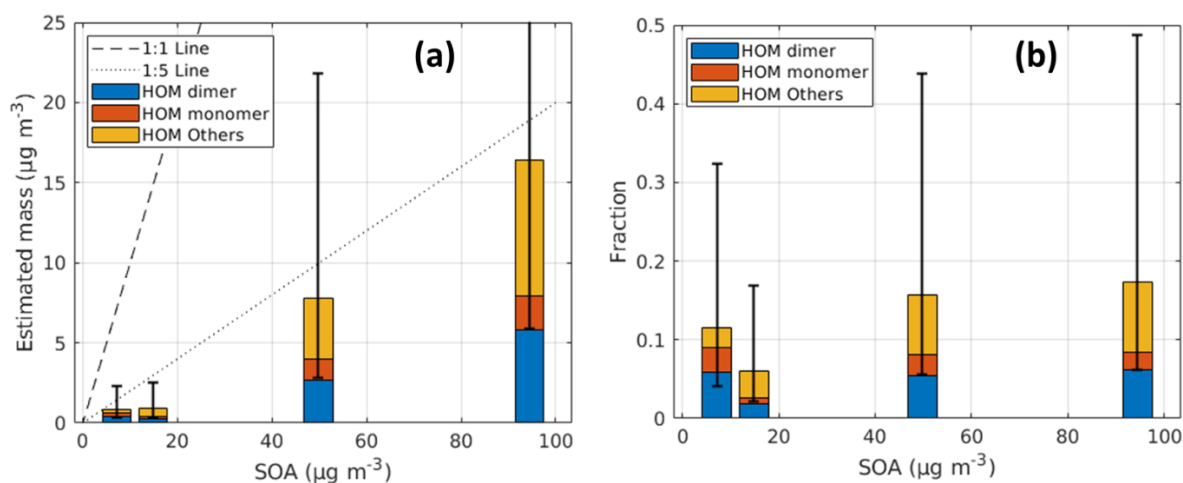 (a)
1:1 Line
1:5 Line
HOM dimer
HOM monomer
HOM Others
Estimated mass (µg m⁻³)
25
20
15
10
5
0
0 20 40 60 80 100
SOA (µg m⁻³)
(b)
HOM dimer
HOM monomer
HOM Others
Fraction
0.5
0.4
0.3
0.2
0.1
0
0 20 40 60 80 100
SOA (µg m⁻³)